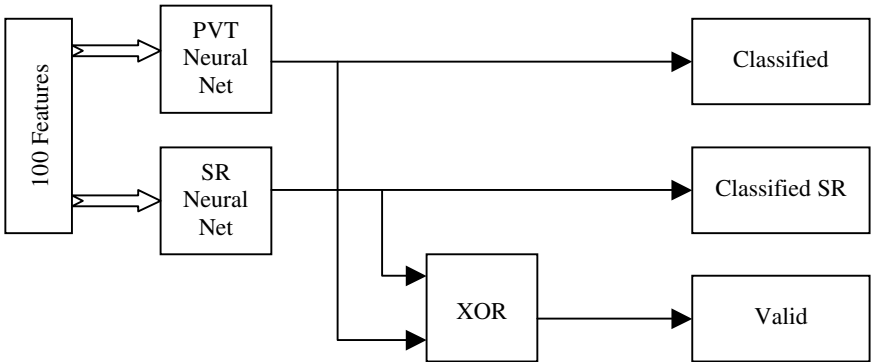 100 Features
PVT
Neural
Net
Classified
SR
Neural
Net
Classified SR
XOR
Valid